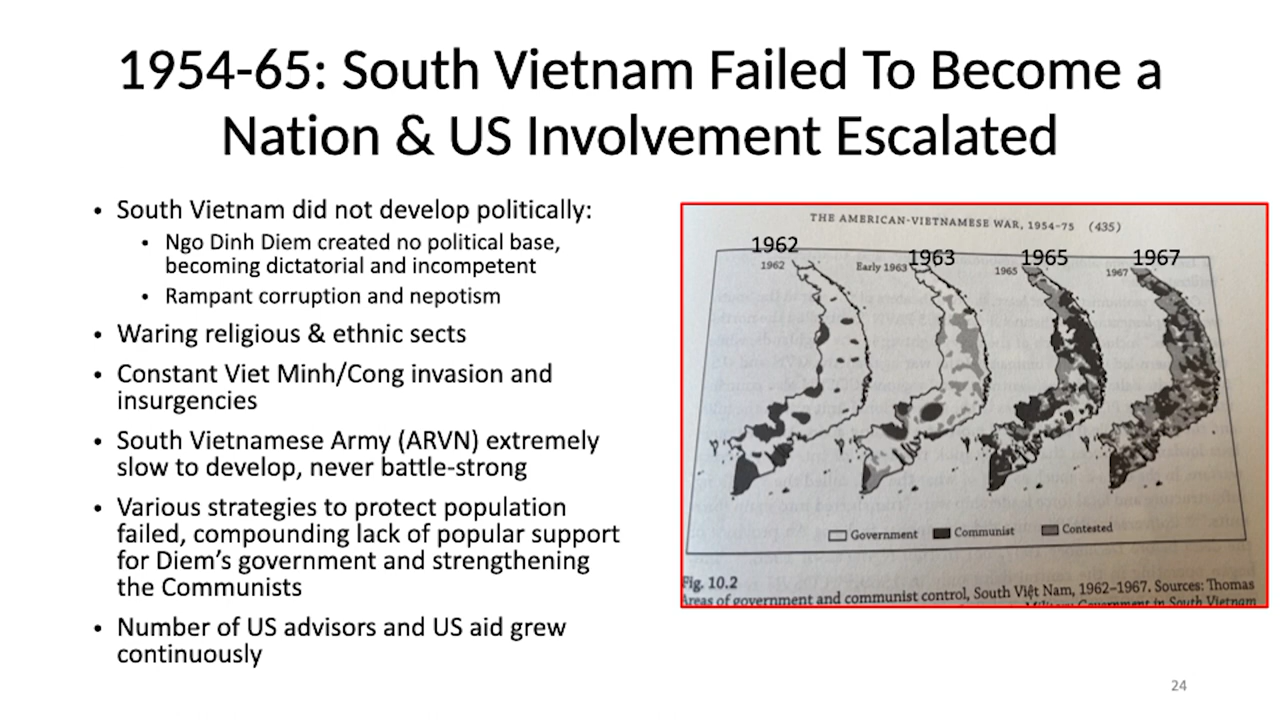 1954-65: South Vietnam Failed To Become a
Nation & US Involvement Escalated
• South Vietnam did not develop politically:
• Ngo Dinh Diem created no political base,
becoming dictatorial and incompetent
• Rampant corruption and nepotism
• Waring religious & ethnic sects
• Constant Viet Minh/Cong invasion and
insurgencies
• South Vietnamese Army (ARVN) extremely
slow to develop, never battle-strong
• Various strategies to protect population
failed, compounding lack of popular support
for Diem's government and strengthening
the Communists
• Number of US advisors and US aid grew
continuously
THE AMERICAN-VIETNAMESE WAR, 1954-75 (435)
1962 1963 1965 1967
1962 Early 1963 1965 1967
Government Communist Contested
Fig. 10.2
Areas of government and communist control, South Việt Nam, 1962–1967. Sources: Thomas
Military Government in South Vietnam
24